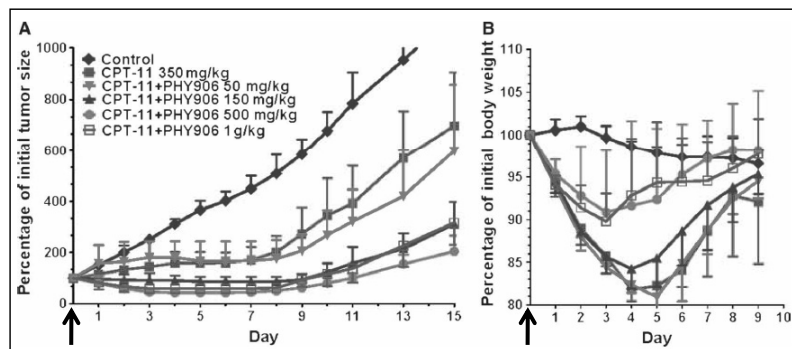 A
Percentage of initial tumor size
1000
800
600
400
200
0
Control
CPT-11 350 mg/kg
CPT-11+PHY906 50 mg/kg
CPT-11+PHY906 150 mg/kg
CPT-11+PHY906 500 mg/kg
CPT-11+PHY906 1 g/kg
1 3 5 7 9 11 13 15
Day
B
Percentage of initial body weight
110
105
100
95
90
85
80
1 2 3 4 5 6 7 8 9 10
Day